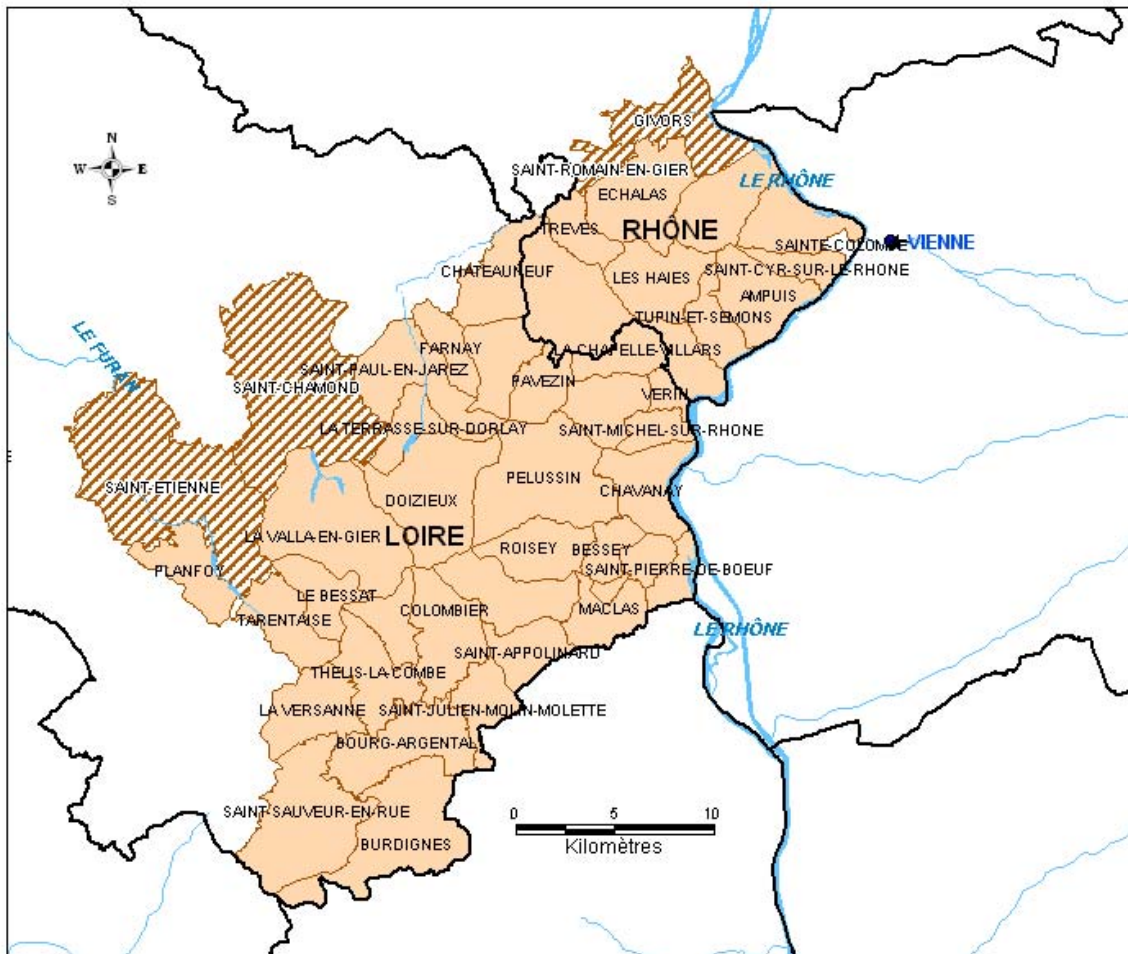 GIVORS
N
W E
S
SAINT-ROMAIN-EN-GIER
LE RHÔNE
ECHALAS
TREVES
RHÔNE
SAINTE-COLOMBE
VIENNE
CHATEAUNEUF
LES HAIES
SAINT-CYR-SUR-LE-RHONE
AMPUIS
TUPIN-ET-SEMONS
LE FURAN
FARNAY
LA CHAPELLE-VILLARS
SAINT-PAUL-EN-JAREZ
SAINT-CHAMOND
PAVEZIN
VERIN
LA TERRASSE-SUR-DORLAY
SAINT-MICHEL-SUR-RHONE
E
PELUSSIN
SAINT-ETIENNE
CHAVANAY
DOIZIEUX
LA VALLA-EN-GIER
LOIRE
ROISEY
BESSEY
PLANFOY
SAINT-PIERRE-DE-BOEUF
LE BESSAT
COLOMBIER
MACLAS
TARENTAISE
LE RHÔNE
SAINT-APPOLINARD
THELIS-LA-COMBE
LA VERSANNE
SAINT-JULIEN-MOLIN-MOLETTE
BOURG-ARGENTAL
SAINT-SAUVEUR-EN-RUE
0 5 10
Kilomètres
BURDIGNES